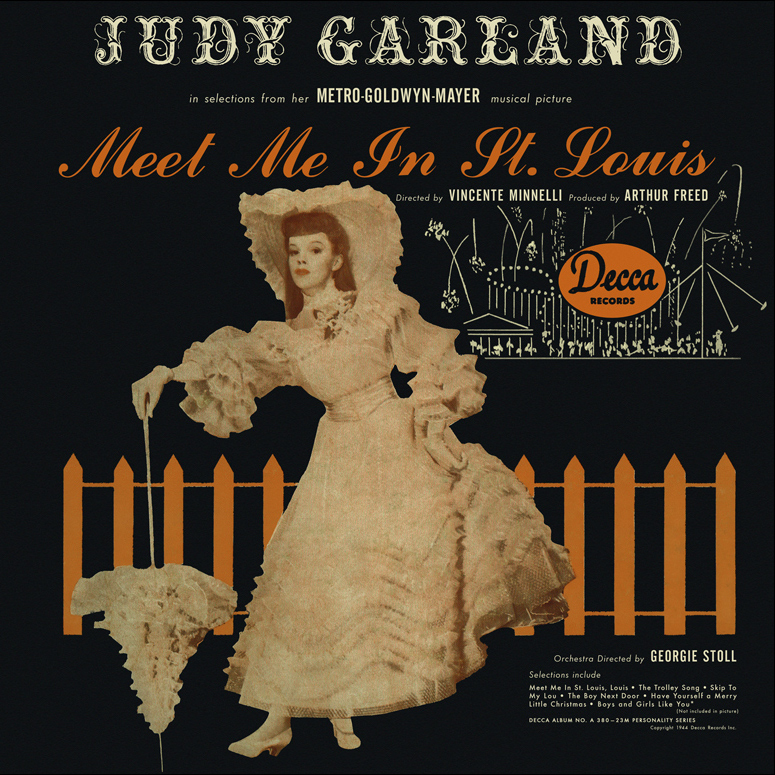 JUDY GARLAND
in selections from her METRO-GOLDWYN-MAYER musical picture
Meet Me In St. Louis
Directed by VINCENTE MINNELLI Produced by ARTHUR FREED
Decca
RECORDS
Orchestra Directed by GEORGIE STOLL
Selections include
Meet Me In St. Louis, Louis • The Trolley Song • Skip To
My Lou • The Boy Next Door • Have Yourself a Merry
Little Christmas • Boys and Girls Like You*
(Not included in picture)
DECCA ALBUM NO. A 380—23M PERSONALITY SERIES
Copyright 1944 Decca Records Inc.